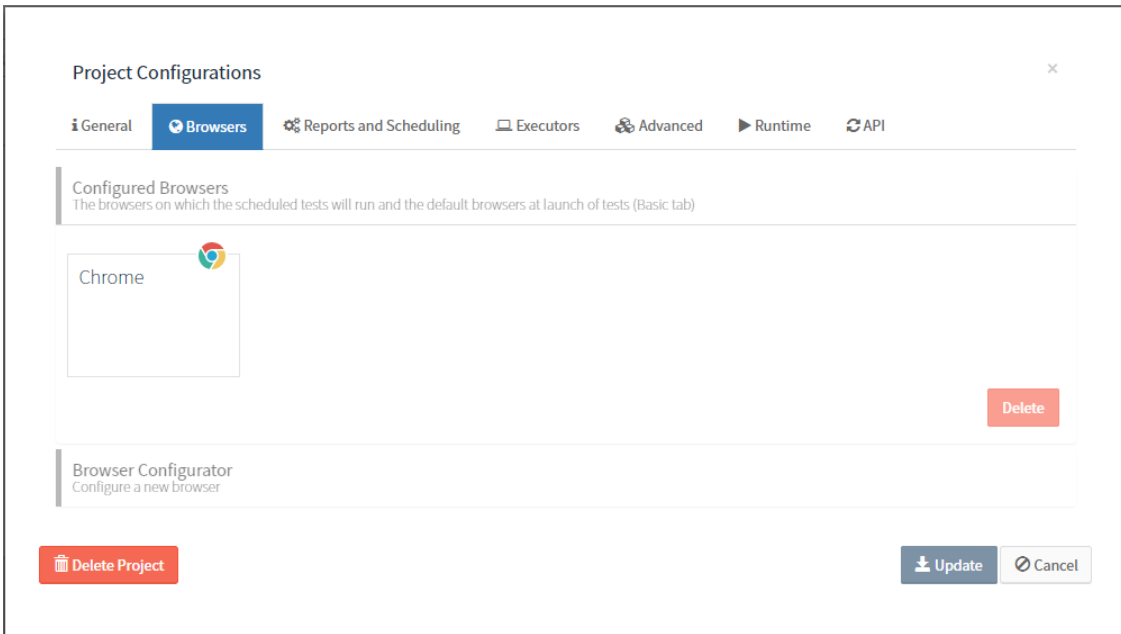 Project Configurations
×
General Browsers Reports and Scheduling Executors Advanced Runtime API
Configured Browsers
The browsers on which the scheduled tests will run and the default browsers at launch of tests (Basic tab)
Chrome
Delete
Browser Configurator
Configure a new browser
Delete Project Update Cancel